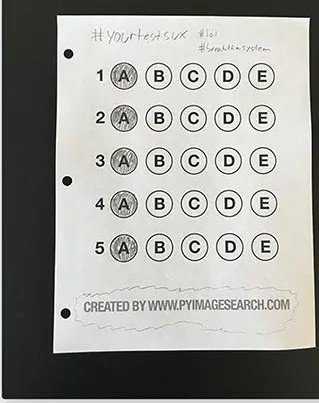 #yourtestsux #lol
#breakthesystem
1 A B C D E
2 A B C D E
3 A B C D E
4 A B C D E
5 A B C D E
CREATED BY WWW.PYIMAGESEARCH.COM